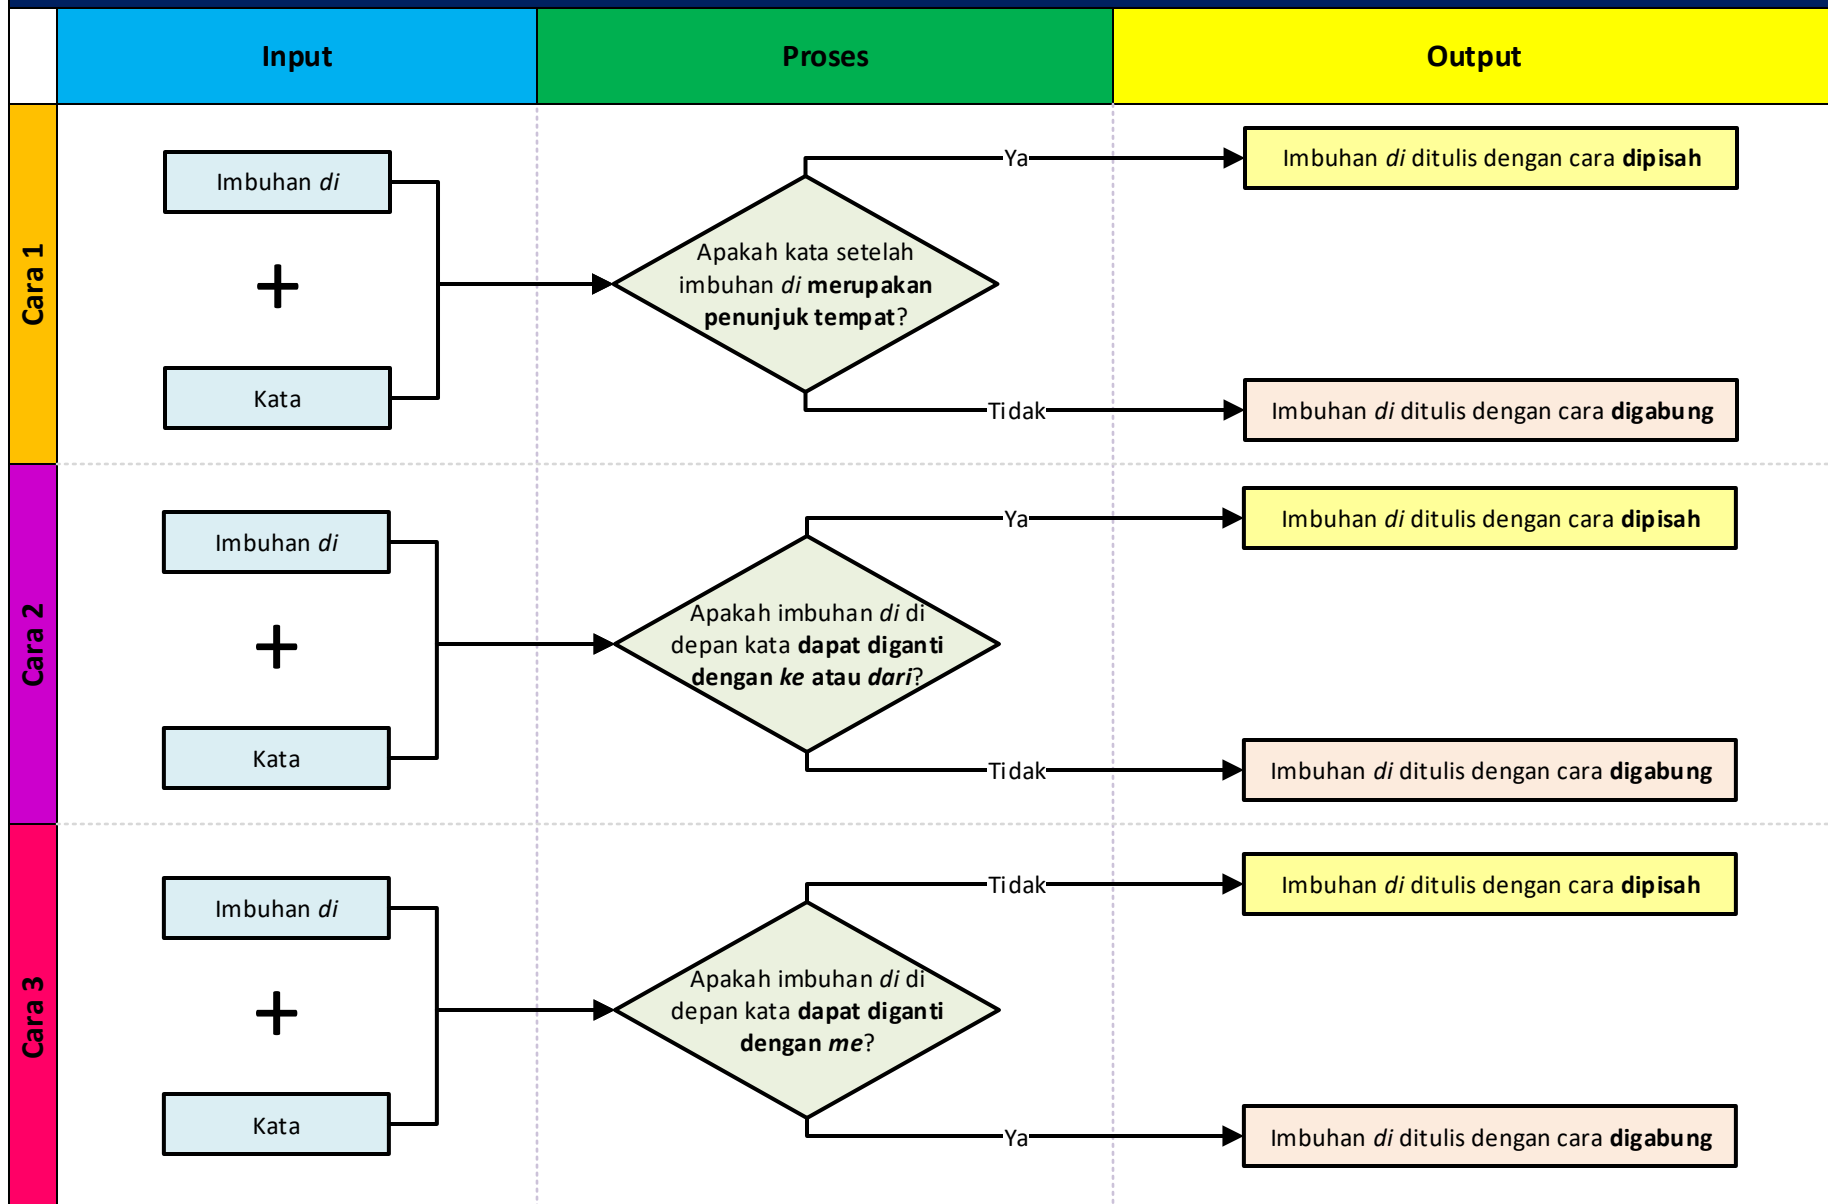 Input
Proses
Output
Cara 1
Imbuhan di
+
Kata
Apakah kata setelah
imbuhan di merupakan
penunjuk tempat?
Ya
Imbuhan di ditulis dengan cara dipisah
Tidak
Imbuhan di ditulis dengan cara digabung
Cara 2
Imbuhan di
+
Kata
Apakah imbuhan di di
depan kata dapat diganti
dengan ke atau dari?
Ya
Imbuhan di ditulis dengan cara dipisah
Tidak
Imbuhan di ditulis dengan cara digabung
Cara 3
Imbuhan di
+
Kata
Apakah imbuhan di di
depan kata dapat diganti
dengan me?
Tidak
Imbuhan di ditulis dengan cara dipisah
Ya
Imbuhan di ditulis dengan cara digabung